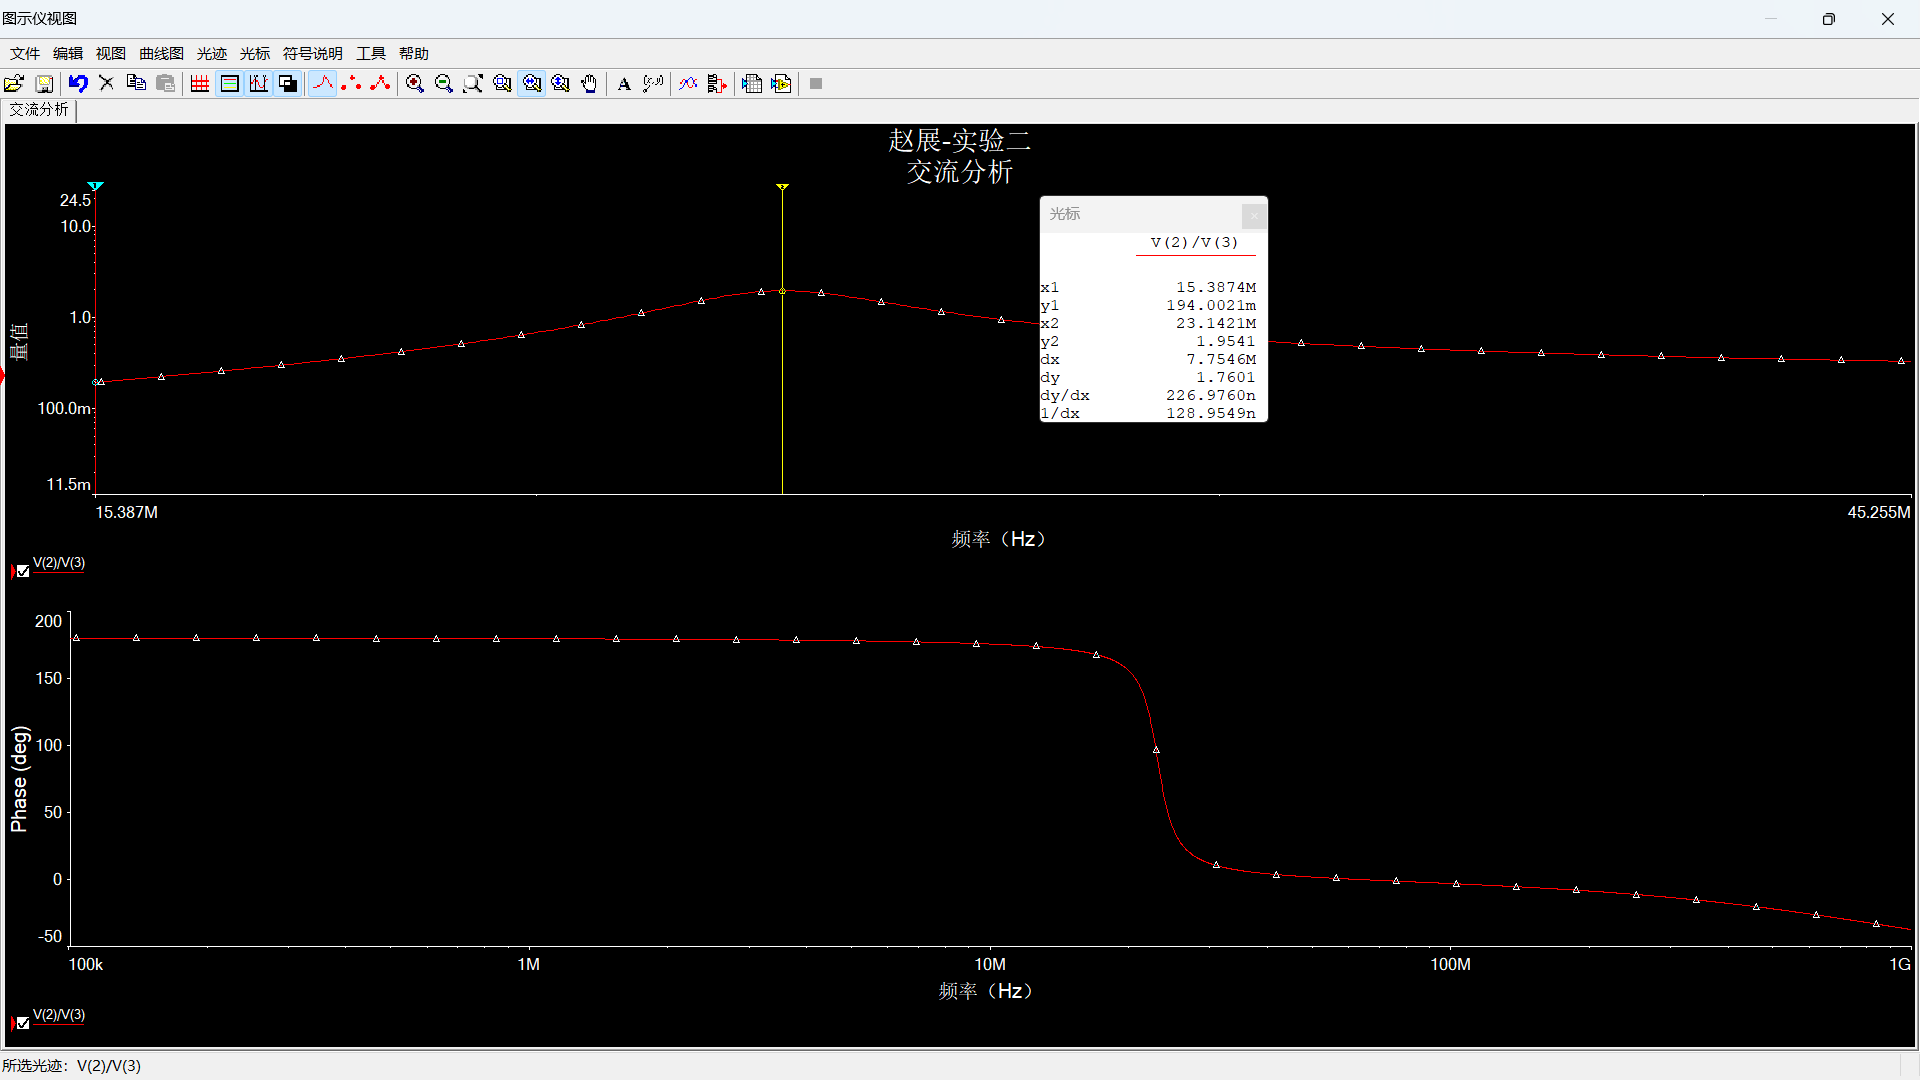 图示仪视图
文件 编辑 视图 曲线图 光迹 光标 符号说明 工具 帮助
交流分析
赵展-实验二
交流分析
24.5
10.0
1.0
100.0m
11.5m
量值
15.387M
45.255M
频率（Hz）
光标
V(2)/V(3)
x1 15.3874M
y1 194.0021m
x2 23.1421M
y2 1.9541
dx 7.7546M
dy 1.7601
dy/dx 226.9760n
1/dx 128.9549n
V(2)/V(3)
200
150
100
50
0
-50
Phase (deg)
100k 1M 10M 100M 1G
频率（Hz）
V(2)/V(3)
所选光迹：V(2)/V(3)